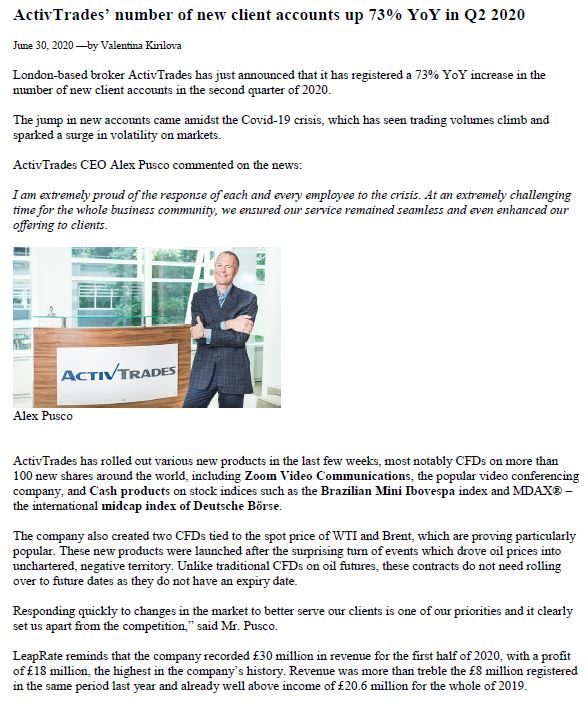 ActivTrades’ number of new client accounts up 73% YoY in Q2 2020
June 30, 2020 —by Valentina Kirilova
London-based broker ActivTrades has just announced that it has registered a 73% YoY increase in the
number of new client accounts in the second quarter of 2020.
The jump in new accounts came amidst the Covid-19 crisis, which has seen trading volumes climb and
sparked a surge in volatility on markets.
ActivTrades CEO Alex Pusco commented on the news:
I am extremely proud of the response of each and every employee to the crisis. At an extremely challenging
time for the whole business community, we ensured our service remained seamless and even enhanced our
offering to clients.
ACTIVTRADES
Alex Pusco
ActivTrades has rolled out various new products in the last few weeks, most notably CFDs on more than
100 new shares around the world, including Zoom Video Communications, the popular video conferencing
company, and Cash products on stock indices such as the Brazilian Mini Ibovespa index and MDAX® –
the international midcap index of Deutsche Börse.
The company also created two CFDs tied to the spot price of WTI and Brent, which are proving particularly
popular. These new products were launched after the surprising turn of events which drove oil prices into
unchartered, negative territory. Unlike traditional CFDs on oil futures, these contracts do not need rolling
over to future dates as they do not have an expiry date.
Responding quickly to changes in the market to better serve our clients is one of our priorities and it clearly
set us apart from the competition,” said Mr. Pusco.
LeapRate reminds that the company recorded £30 million in revenue for the first half of 2020, with a profit
of £18 million, the highest in the company’s history. Revenue was more than treble the £8 million registered
in the same period last year and already well above income of £20.6 million for the whole of 2019.